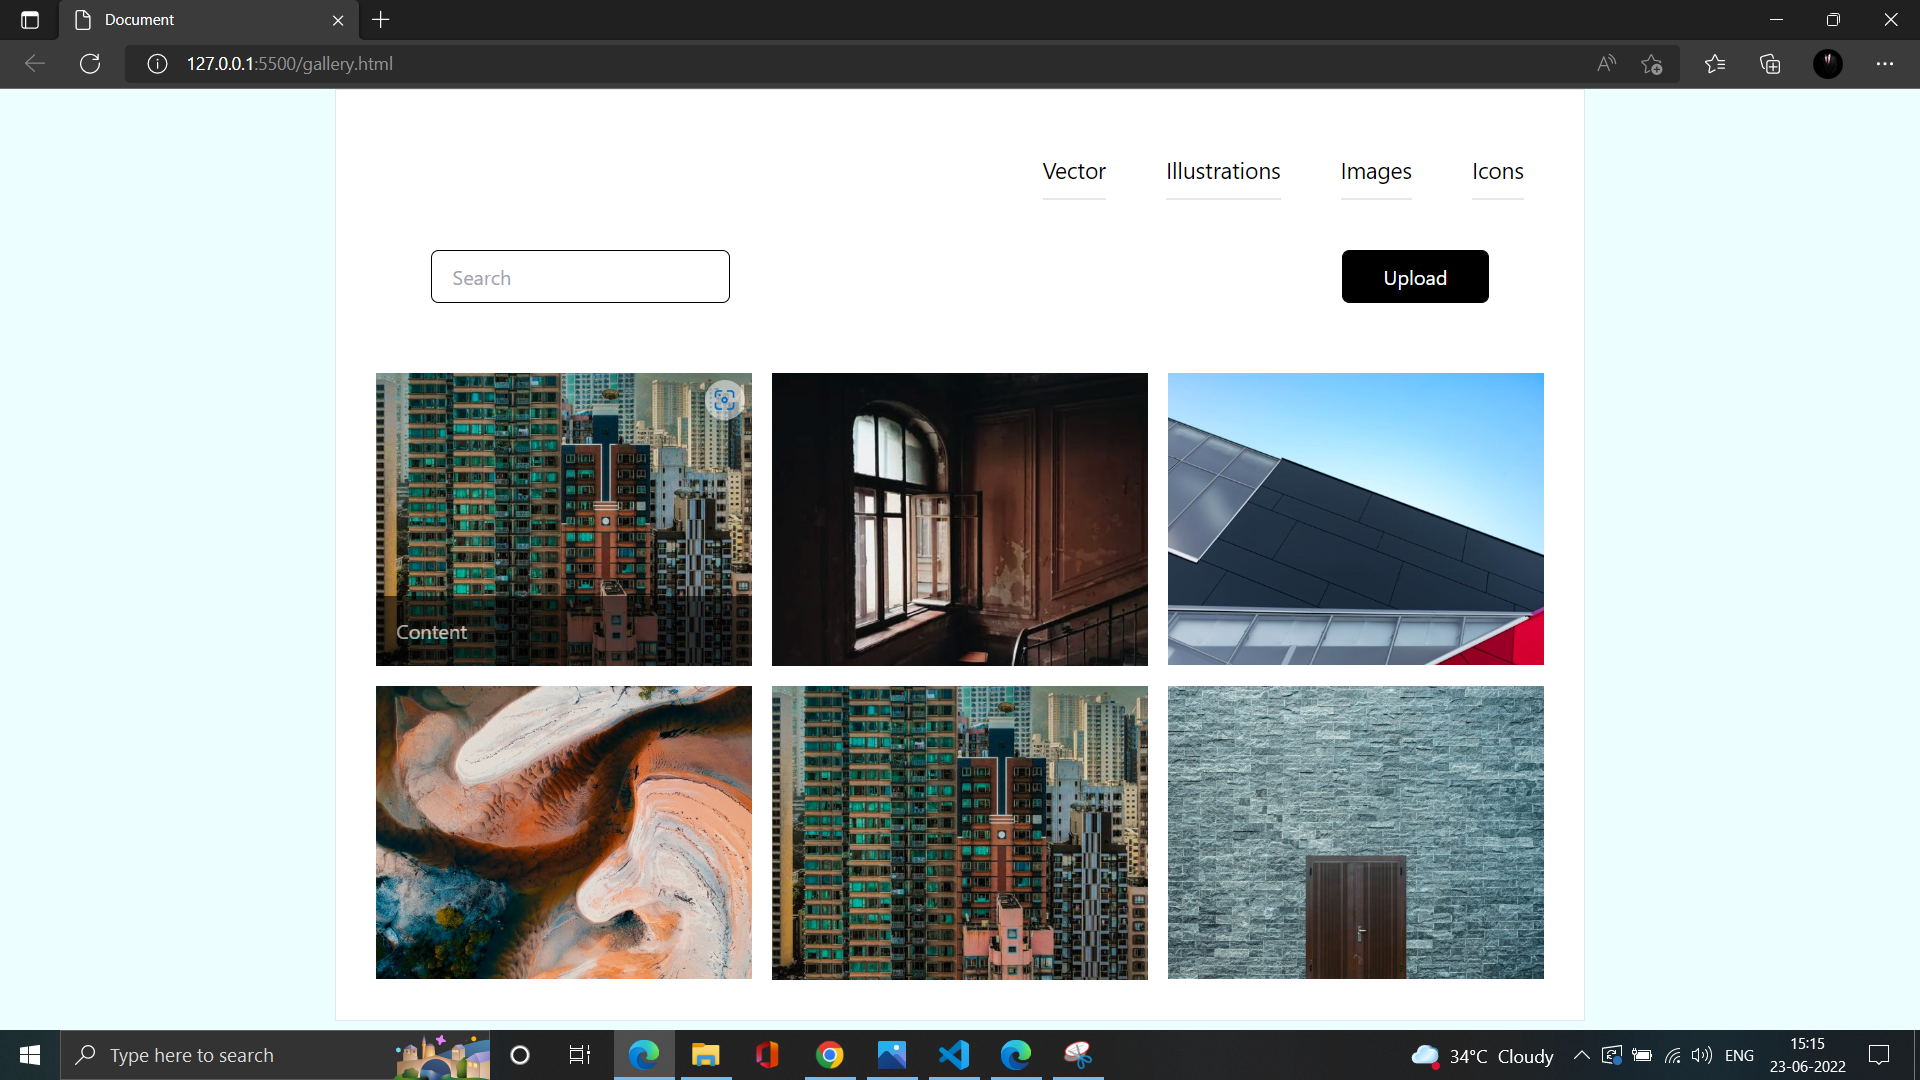 Document
127.0.0.1:5500/gallery.html
Vector Illustrations Images Icons
Search Upload
Content
Type here to search
34°C Cloudy ENG 15:15
23-06-2022